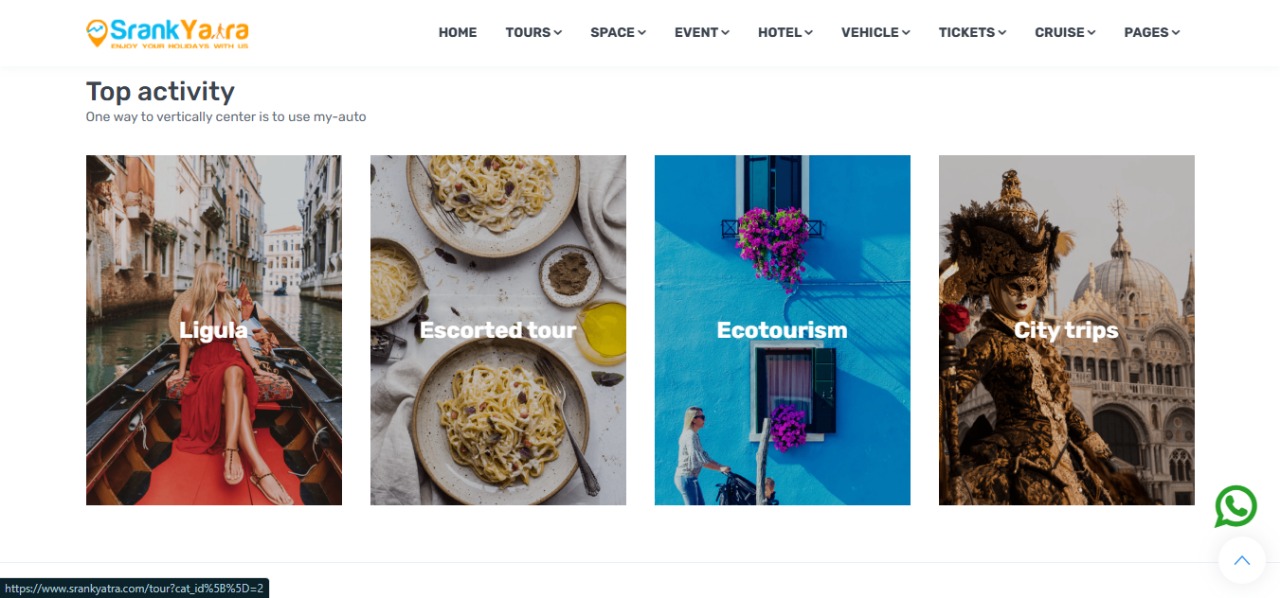 SrankYatra
ENJOY YOUR HOLIDAYS WITH US
HOME TOURS SPACE EVENT HOTEL VEHICLE TICKETS CRUISE PAGES
Top activity
One way to vertically center is to use my-auto
Ligula Escorted tour Ecotourism City trips
https://www.srankyatra.com/tour?cat_id%5B%5D=2